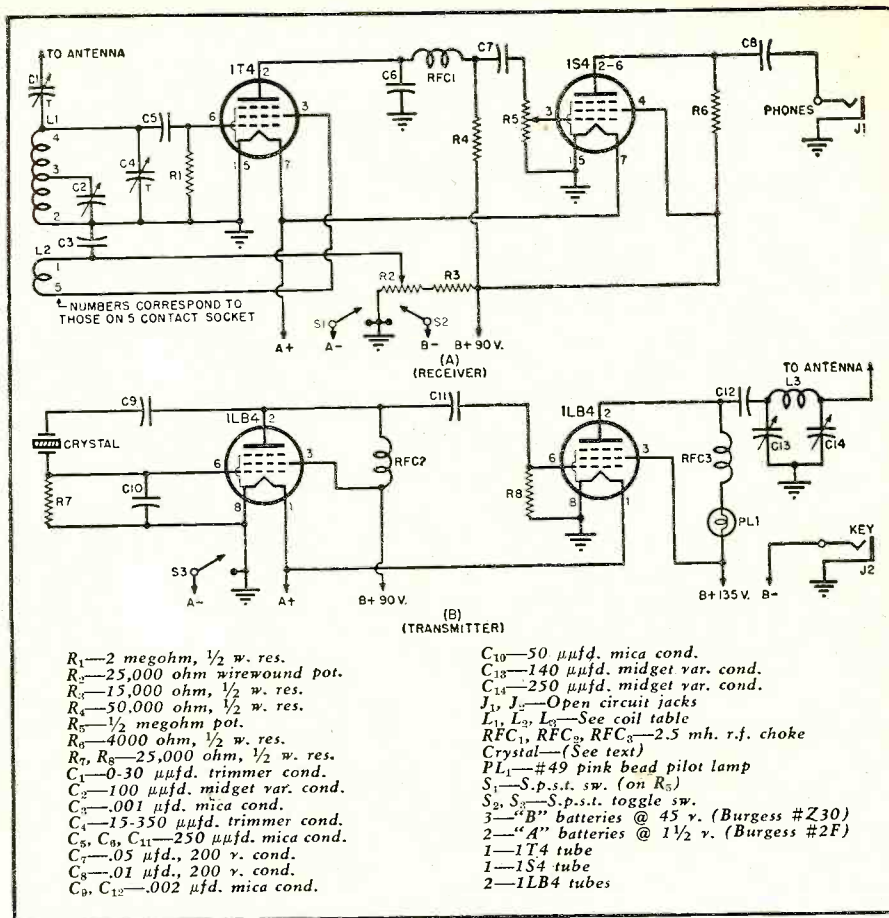 TO ANTENNA
C1
T
L1
4
3
2
C2
C3
L2
1
5
C4
T
C5
R1
6
1T4
2
3
1 5
7
C6
RFC1
C7
R4
R5
1S4
2-6
3
4
1 5
7
R6
C8
PHONES
J1
NUMBERS CORRESPOND TO
THOSE ON 5 CONTACT SOCKET
R2
R3
S1
S2
A+
A-
B-
B+ 90 V.
(A)
(RECEIVER)
C9
CRYSTAL
R7
C10
1LB4
2
6
3
8
1
RFC2
C11
R8
1LB4
2
6
3
8
1
RFC3
PL1
C12
L3
TO ANTENNA
C13
C14
KEY
J2
S3
A-
A+
B+ 90 V.
B+ 135 V.
B-
(B)
(TRANSMITTER)
R1—2 megohm, 1/2 w. res.
R2—25,000 ohm wirewound pot.
R3—15,000 ohm, 1/2 w. res.
R4—50,000 ohm, 1/2 w. res.
R5—1/2 megohm pot.
R6—4000 ohm, 1/2 w. res.
R7, R8—25,000 ohm, 1/2 w. res.
C1—0-30 μμfd. trimmer cond.
C2—100 μμfd. midget var. cond.
C3—.001 μfd. mica cond.
C4—15-350 μμfd. trimmer cond.
C5, C6, C11—250 μμfd. mica cond.
C7—.05 μfd., 200 v. cond.
C8—.01 μfd., 200 v. cond.
C9, C12—.002 μfd. mica cond.
C10—50 μμfd. mica cond.
C13—140 μμfd. midget var. cond.
C14—250 μμfd. midget var. cond.
J1, J2—Open circuit jacks
L1, L2, L3—See coil table
RFC1, RFC2, RFC3—2.5 mh. r.f. choke
Crystal—(See text)
PL1—#49 pink bead pilot lamp
S1—S.p.s.t. sw. (on R5)
S2, S3—S.p.s.t. toggle sw.
3—"B" batteries @ 45 v. (Burgess #Z30)
2—"A" batteries @ 1 1/2 v. (Burgess #2F)
1—1T4 tube
1—1S4 tube
2—1LB4 tubes